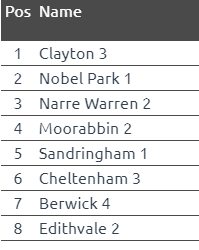 Pos Name
1 Clayton 3
2 Nobel Park 1
3 Narre Warren 2
4 Moorabbin 2
5 Sandringham 1
6 Cheltenham 3
7 Berwick 4
8 Edithvale 2